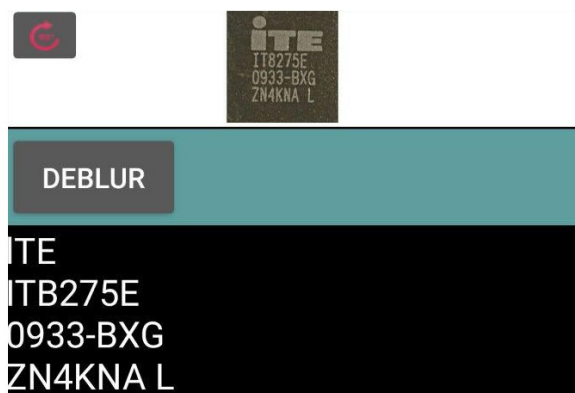 iTE
IT8275E
0933-BXG
ZN4KNA L
DEBLUR
ITE
ITB275E
0933-BXG
ZN4KNA L